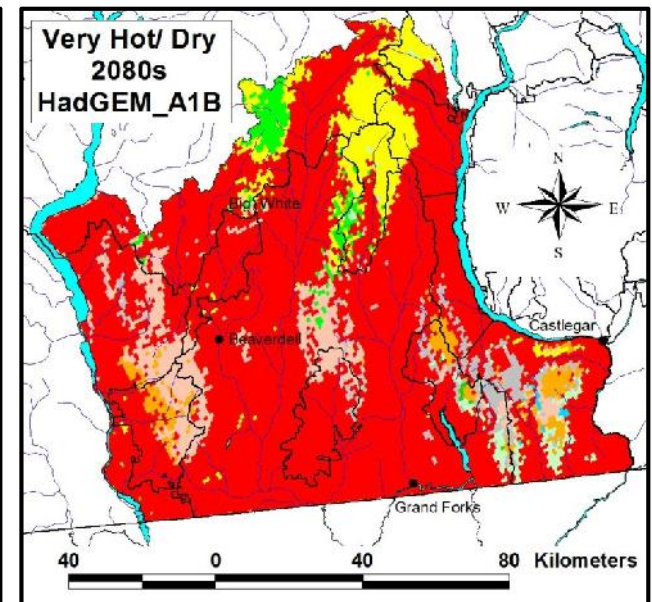 Very Hot/ Dry
2080s
HadGEM_A1B
Big White
N
W
E
S
Castlegar
Beaverdell
Grand Forks
40
0
40
80
Kilometers